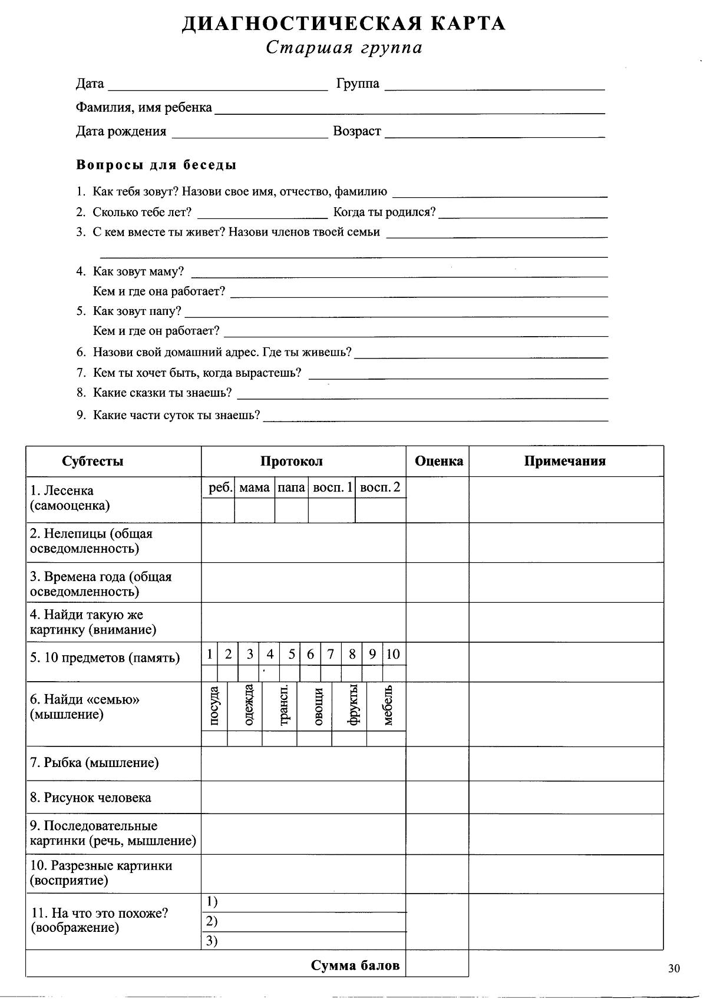 ДИАГНОСТИЧЕСКАЯ КАРТА
Старшая группа
Дата Группа
Фамилия, имя ребенка
Дата рождения Возраст
Вопросы для беседы
1. Как тебя зовут? Назови свое имя, отчество, фамилию
2. Сколько тебе лет? Когда ты родился?
3. С кем вместе ты живет? Назови членов твоей семьи
4. Как зовут маму?
Кем и где она работает?
5. Как зовут папу?
Кем и где он работает?
6. Назови свой домашний адрес. Где ты живешь?
7. Кем ты хочет быть, когда вырастешь?
8. Какие сказки ты знаешь?
9. Какие части суток ты знаешь?
Субтесты Протокол Оценка Примечания
1. Лесенка
(самооценка)
реб. мама папа восп. 1 восп. 2
2. Нелепицы (общая
осведомленность)
3. Времена года (общая
осведомленность)
4. Найди такую же
картинку (внимание)
5. 10 предметов (память)
1 2 3 4 5 6 7 8 9 10
6. Найди «семью»
(мышление)
посуда
одежда
трансп.
овощи
фрукты
мебель
7. Рыбка (мышление)
8. Рисунок человека
9. Последовательные
картинки (речь, мышление)
10. Разрезные картинки
(восприятие)
11. На что это похоже?
(воображение)
1)
2)
3)
Сумма балов
30